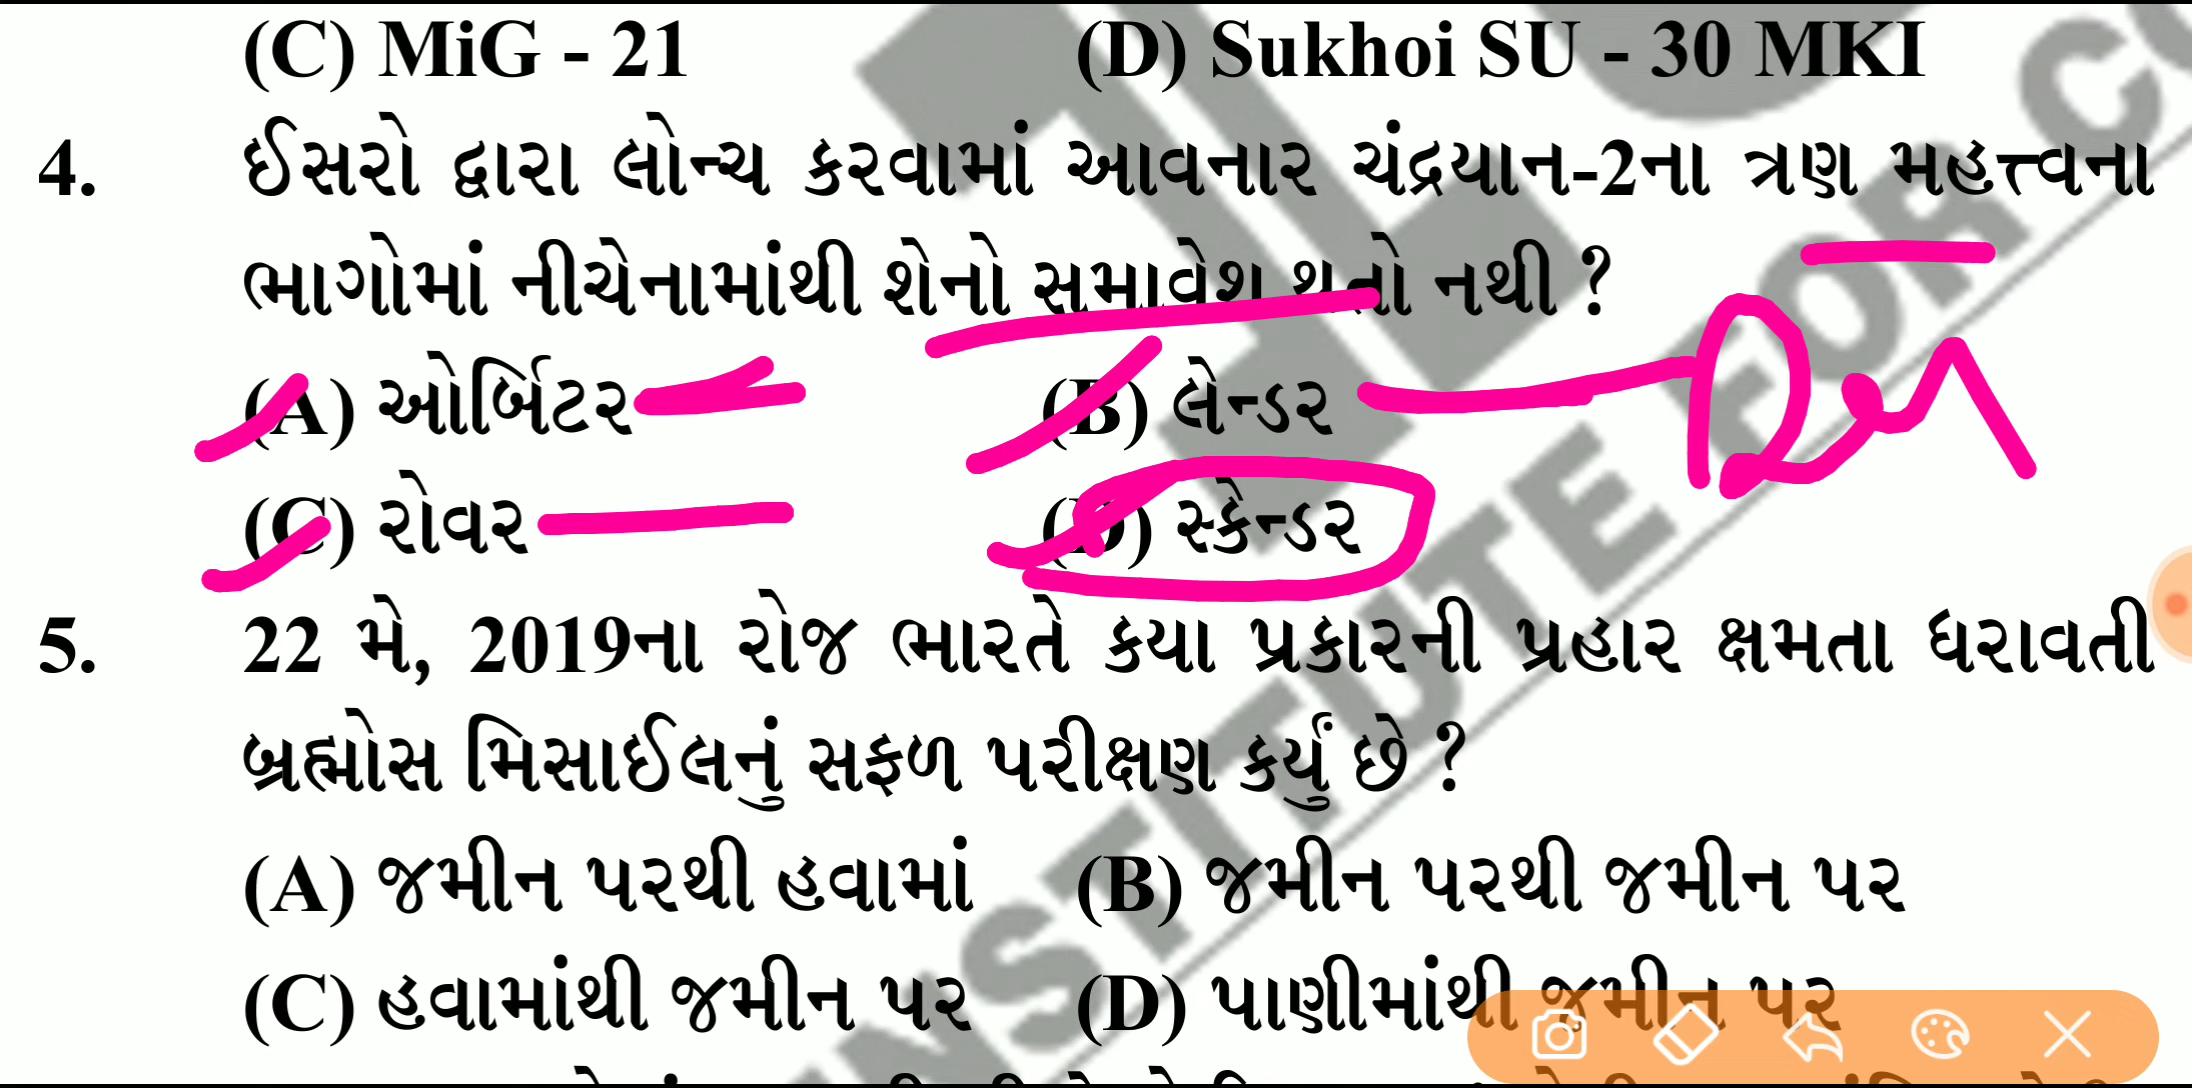 (C) MiG - 21 (D) Sukhoi SU - 30 MKI
4. ઈસરો દ્વારા લોન્ચ કરવામાં આવનાર ચંદ્રયાન-2ના ત્રણ મહત્ત્વના
ભાગોમાં નીચેનામાંથી શેનો સમાવેશ થતો નથી ?
(A) ઓર્બિટર (B) લેન્ડર
(C) રોવર (D) સ્કેન્ડર
5. 22 મે, 2019ના રોજ ભારતે કયા પ્રકારની પ્રહાર ક્ષમતા ધરાવતી
બ્રહ્મોસ મિસાઈલનું સફળ પરીક્ષણ કર્યું છે ?
(A) જમીન પરથી હવામાં (B) જમીન પરથી જમીન પર
(C) હવામાંથી જમીન પર (D) પાણીમાંથી જમીન પર
INSTITUTE FOR